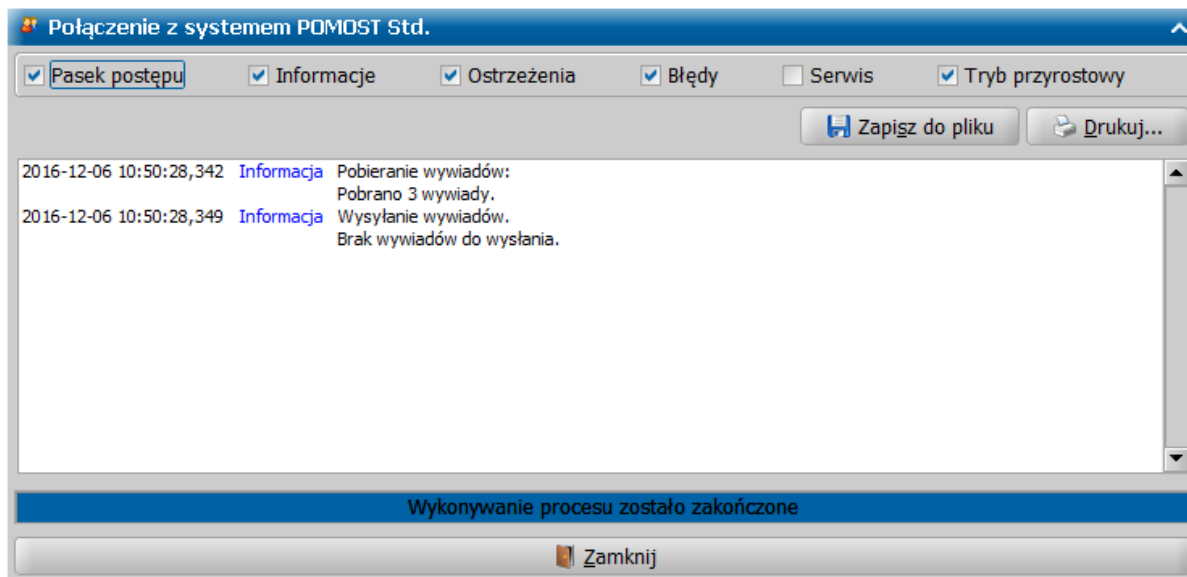 Połączenie z systemem POMOST Std.
Pasek postępu Informacje Ostrzeżenia Błędy Serwis Tryb przyrostowy
Zapisz do pliku Drukuj...
2016-12-06 10:50:28,342 Informacja Pobieranie wywiadów:
Pobrano 3 wywiady.
2016-12-06 10:50:28,349 Informacja Wysyłanie wywiadów.
Brak wywiadów do wysłania.
Wykonywanie procesu zostało zakończone
Zamknij